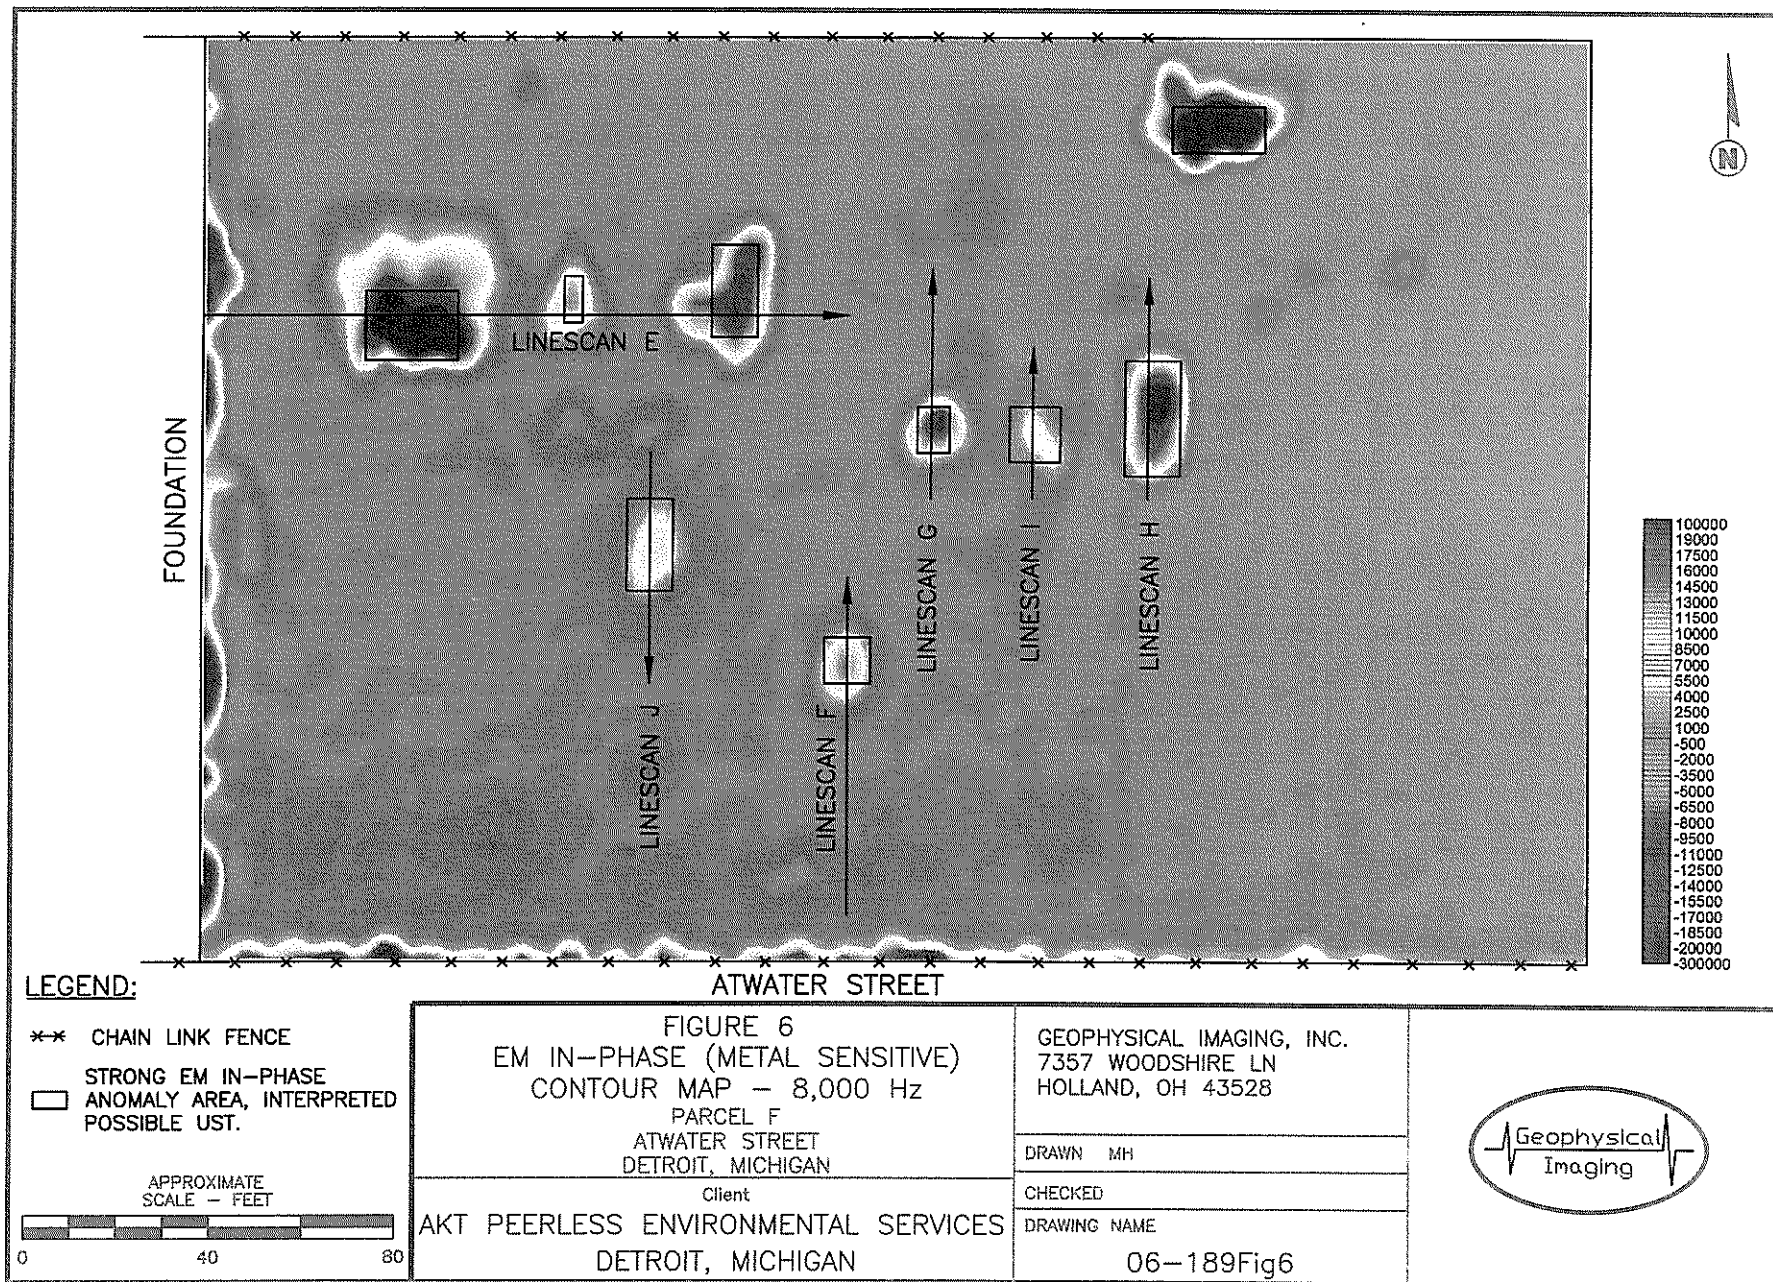 N
FOUNDATION
LINESCAN E
LINESCAN J
LINESCAN F
LINESCAN G
LINESCAN I
LINESCAN H
100000
19000
17500
16000
14500
13000
11500
10000
8500
7000
5500
4000
2500
1000
-500
-2000
-3500
-5000
-6500
-8000
-9500
-11000
-12500
-14000
-15500
-17000
-18500
-20000
-300000
ATWATER STREET
LEGEND:
CHAIN LINK FENCE
STRONG EM IN-PHASE
ANOMALY AREA, INTERPRETED
POSSIBLE UST.
APPROXIMATE
SCALE - FEET
0 40 80
FIGURE 6
EM IN-PHASE (METAL SENSITIVE)
CONTOUR MAP - 8,000 Hz
PARCEL F
ATWATER STREET
DETROIT, MICHIGAN
Client
AKT PEERLESS ENVIRONMENTAL SERVICES
DETROIT, MICHIGAN
GEOPHYSICAL IMAGING, INC.
7357 WOODSHIRE LN
HOLLAND, OH 43528
DRAWN MH
CHECKED
DRAWING NAME
06-189Fig6
Geophysical
Imaging